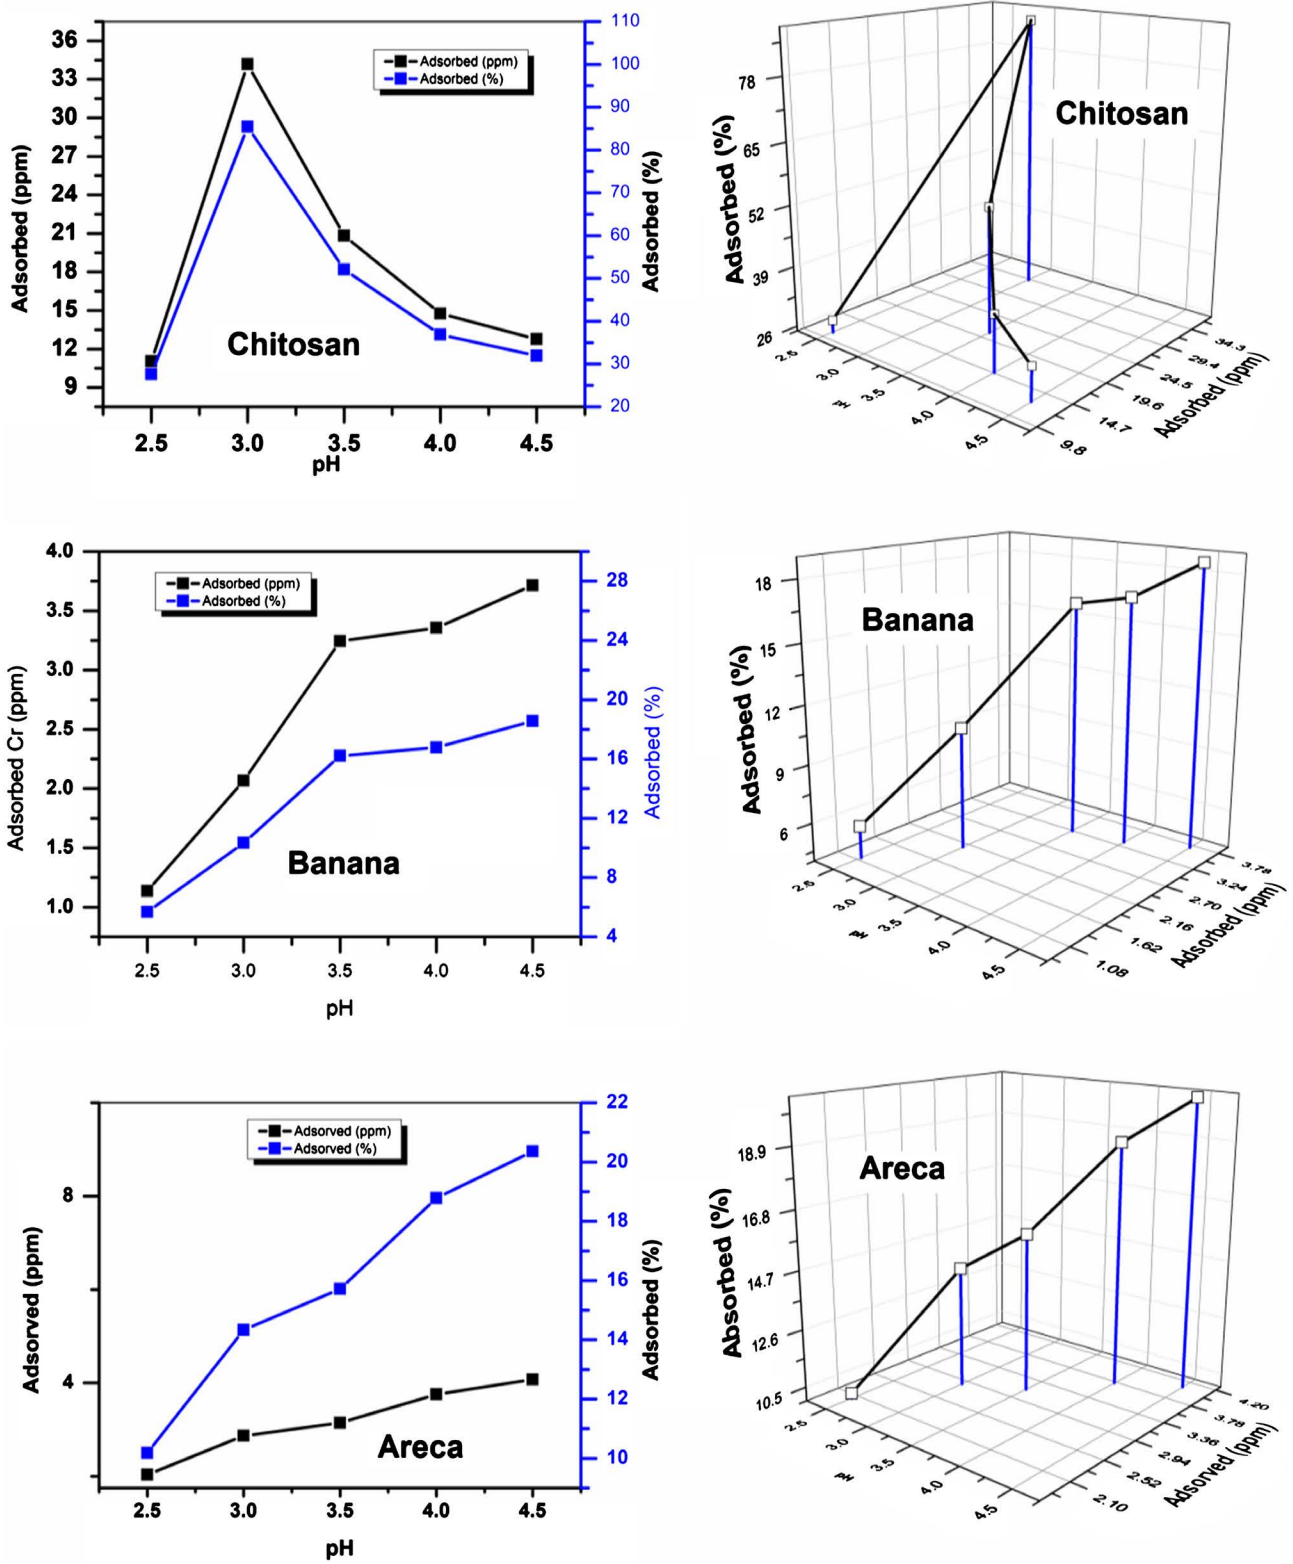 36
33
30
27
24
21
18
15
12
9
Adsorbed (ppm)
110
100
90
80
70
60
50
40
30
20
Adsorbed (%)
Adsorbed (ppm)
Adsorbed (%)
Chitosan
2.5 3.0 3.5 4.0 4.5
pH
Chitosan
78
65
52
39
26
Adsorbed (%)
2.5 3.0 3.5 4.0 4.5
pH
34.3
29.4
24.5
19.6
14.7
9.8
Adsorbed (ppm)
4.0
3.5
3.0
2.5
2.0
1.5
1.0
Adsorbed Cr (ppm)
28
24
20
16
12
8
4
Adsorbed (%)
Adsorbed (ppm)
Adsorbed (%)
Banana
2.5 3.0 3.5 4.0 4.5
pH
Banana
18
15
12
9
6
Adsorbed (%)
2.5 3.0 3.5 4.0 4.5
pH
3.78
3.24
2.70
2.16
1.62
1.08
Adsorbed (ppm)
8
4
Adsorved (ppm)
22
20
18
16
14
12
10
Adsorbed (%)
Adsorved (ppm)
Adsorved (%)
Areca
2.5 3.0 3.5 4.0 4.5
pH
Areca
18.9
16.8
14.7
12.6
10.5
Absorbed (%)
2.5 3.0 3.5 4.0 4.5
pH
4.20
3.78
3.36
2.94
2.52
2.10
Adsorved (ppm)